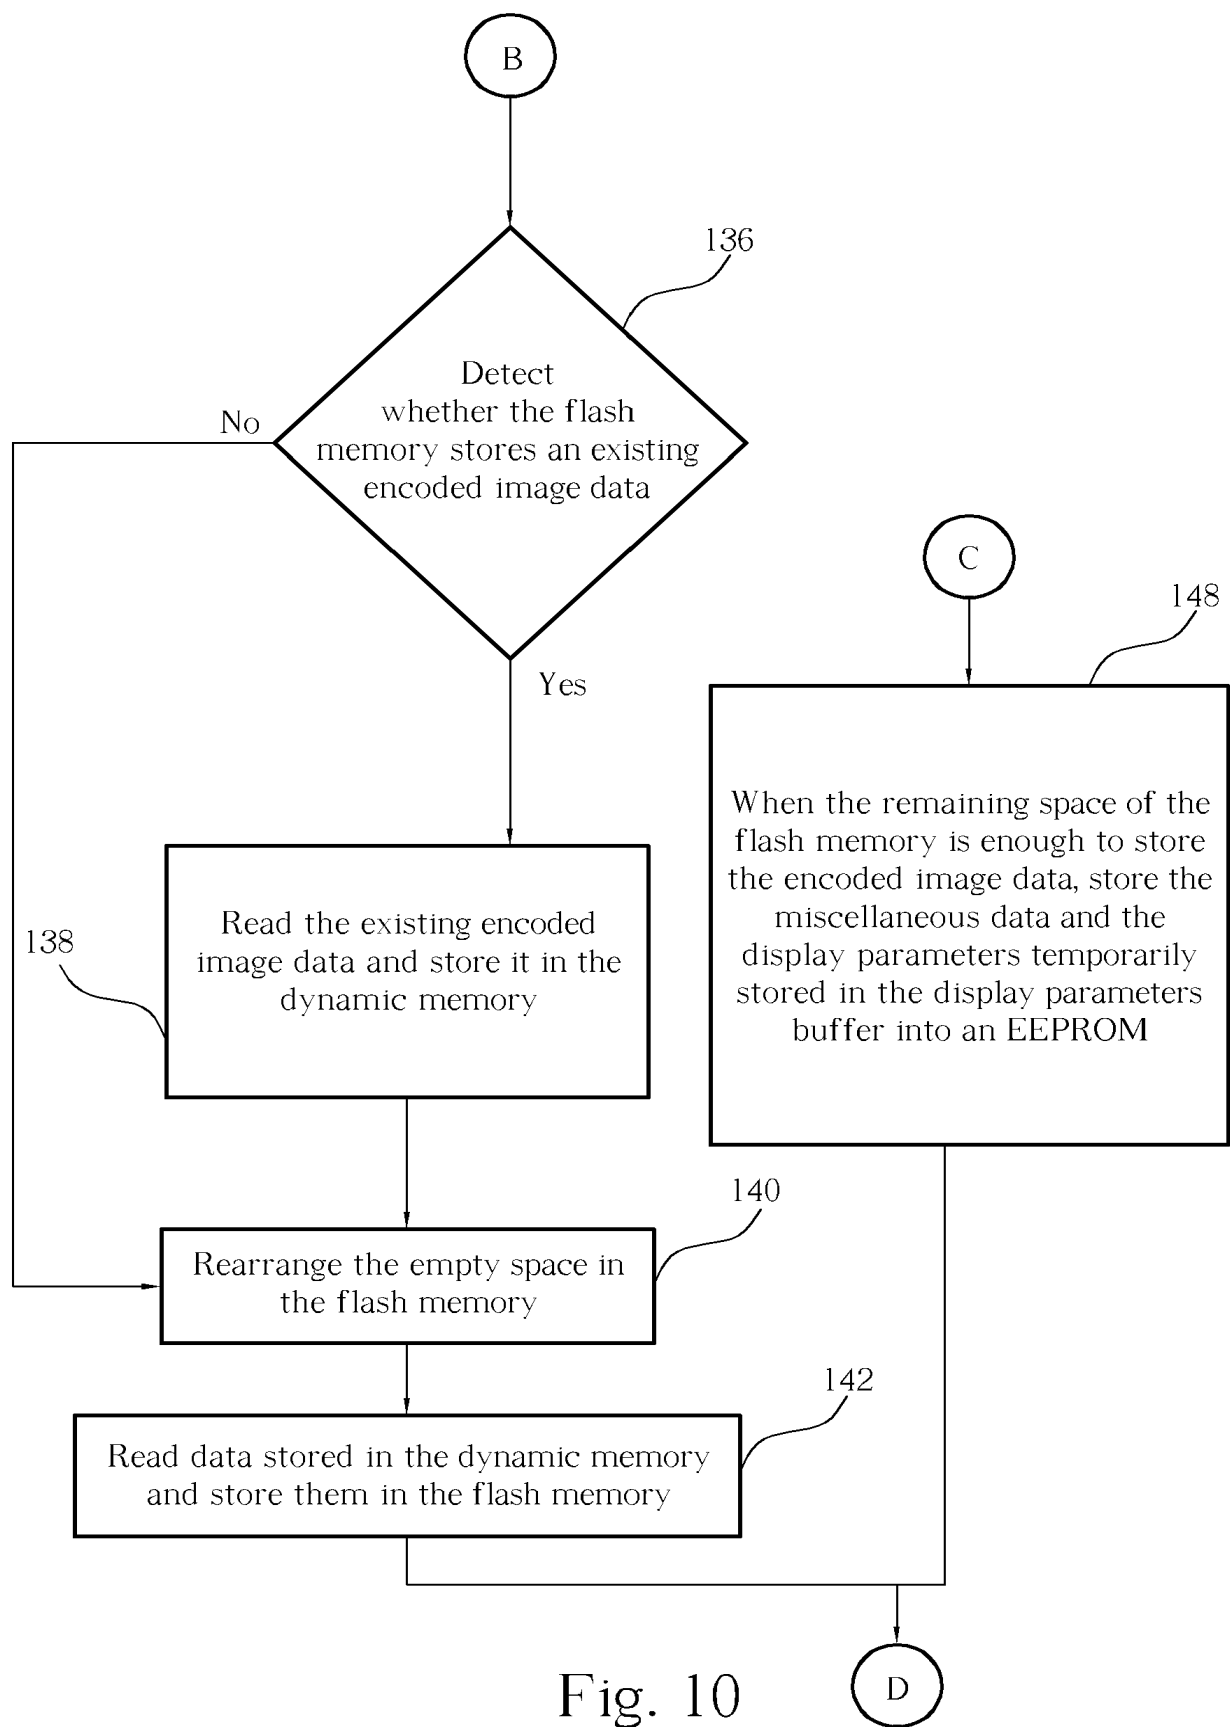 B
136
Detect
whether the flash
memory stores an existing
encoded image data
No
Yes
C
148
When the remaining space of the
flash memory is enough to store
the encoded image data, store the
miscellaneous data and the
display parameters temporarily
stored in the display parameters
buffer into an EEPROM
138
Read the existing encoded
image data and store it in the
dynamic memory
140
Rearrange the empty space in
the flash memory
142
Read data stored in the dynamic memory
and store them in the flash memory
D
Fig. 10